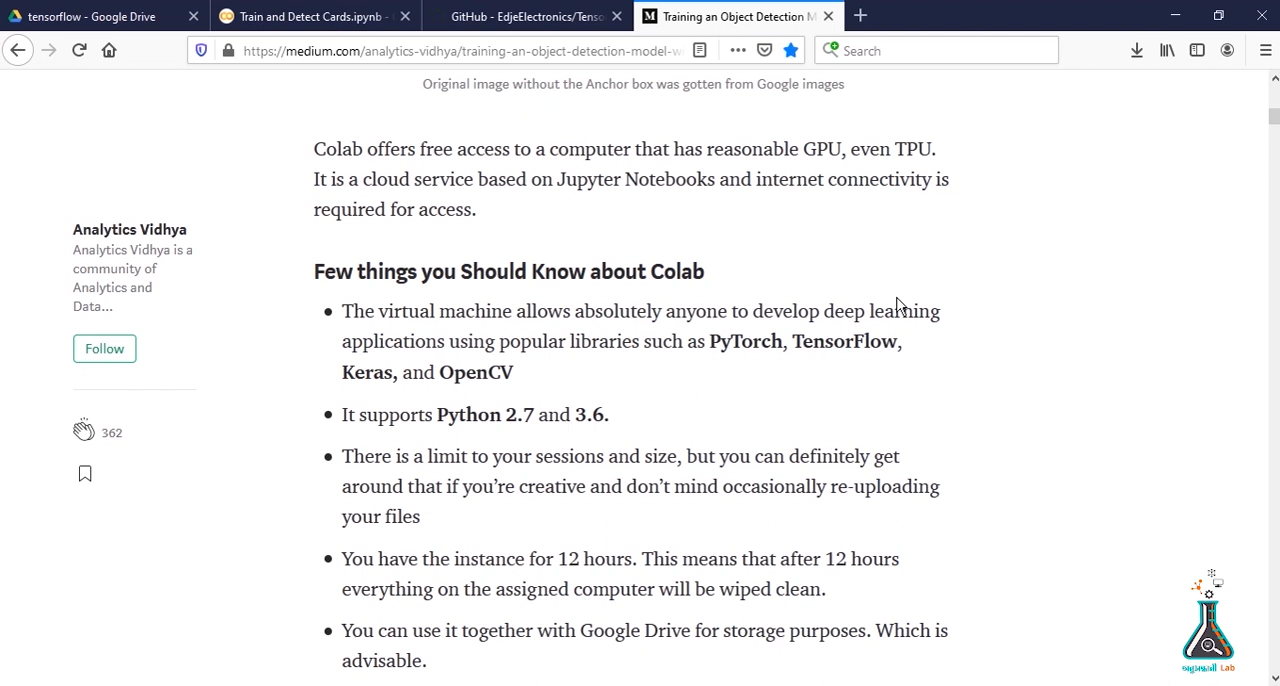 tensorflow - Google Drive
Train and Detect Cards.ipynb -
GitHub - EdjeElectronics/Tenso
Training an Object Detection M
https://medium.com/analytics-vidhya/training-an-object-detection-model-w
Search
Original image without the Anchor box was gotten from Google images
Colab offers free access to a computer that has reasonable GPU, even TPU.
It is a cloud service based on Jupyter Notebooks and internet connectivity is
required for access.
Analytics Vidhya
Analytics Vidhya is a
community of
Analytics and
Data...
Follow
362
Few things you Should Know about Colab
• The virtual machine allows absolutely anyone to develop deep learning
applications using popular libraries such as PyTorch, TensorFlow,
Keras, and OpenCV
• It supports Python 2.7 and 3.6.
• There is a limit to your sessions and size, but you can definitely get
around that if you're creative and don't mind occasionally re-uploading
your files
• You have the instance for 12 hours. This means that after 12 hours
everything on the assigned computer will be wiped clean.
• You can use it together with Google Drive for storage purposes. Which is
advisable.
Lab